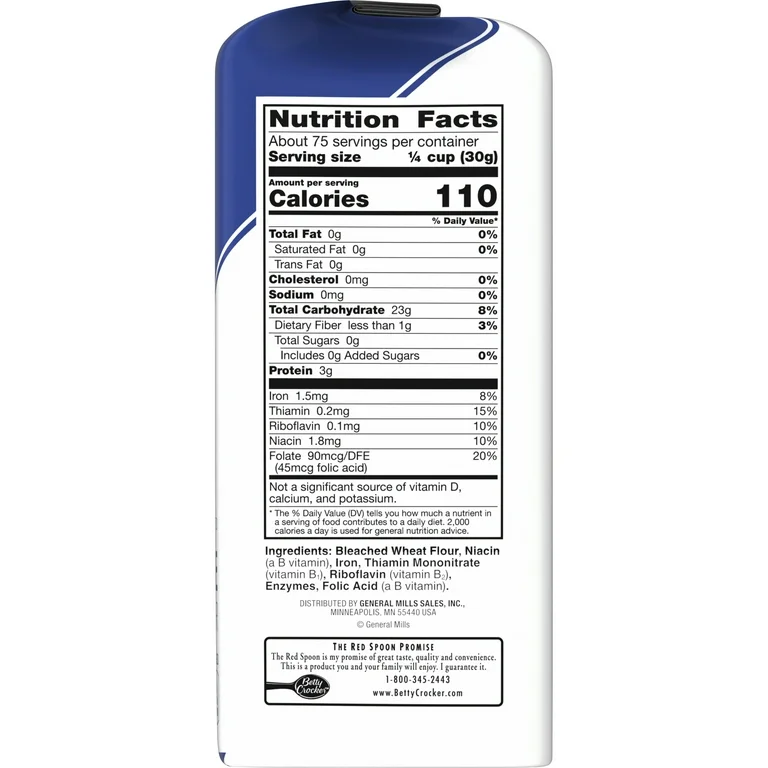 Nutrition Facts
About 75 servings per container
Serving size ¼ cup (30g)
Amount per serving
Calories 110
% Daily Value*
Total Fat 0g 0%
Saturated Fat 0g 0%
Trans Fat 0g
Cholesterol 0mg 0%
Sodium 0mg 0%
Total Carbohydrate 23g 8%
Dietary Fiber less than 1g 3%
Total Sugars 0g
Includes 0g Added Sugars 0%
Protein 3g
Iron 1.5mg 8%
Thiamin 0.2mg 15%
Riboflavin 0.1mg 10%
Niacin 1.8mg 10%
Folate 90mcg/DFE 20%
(45mcg folic acid)
Not a significant source of vitamin D,
calcium, and potassium.
* The % Daily Value (DV) tells you how much a nutrient in
a serving of food contributes to a daily diet. 2,000
calories a day is used for general nutrition advice.
Ingredients: Bleached Wheat Flour, Niacin
(a B vitamin), Iron, Thiamin Mononitrate
(vitamin B₁), Riboflavin (vitamin B₂),
Enzymes, Folic Acid (a B vitamin).
DISTRIBUTED BY GENERAL MILLS SALES, INC.,
MINNEAPOLIS, MN 55440 USA
© General Mills
THE RED SPOON PROMISE
The Red Spoon is my promise of great taste, quality and convenience.
This is a product you and your family will enjoy. I guarantee it.
1-800-345-2443
Betty
Crocker
www.BettyCrocker.com